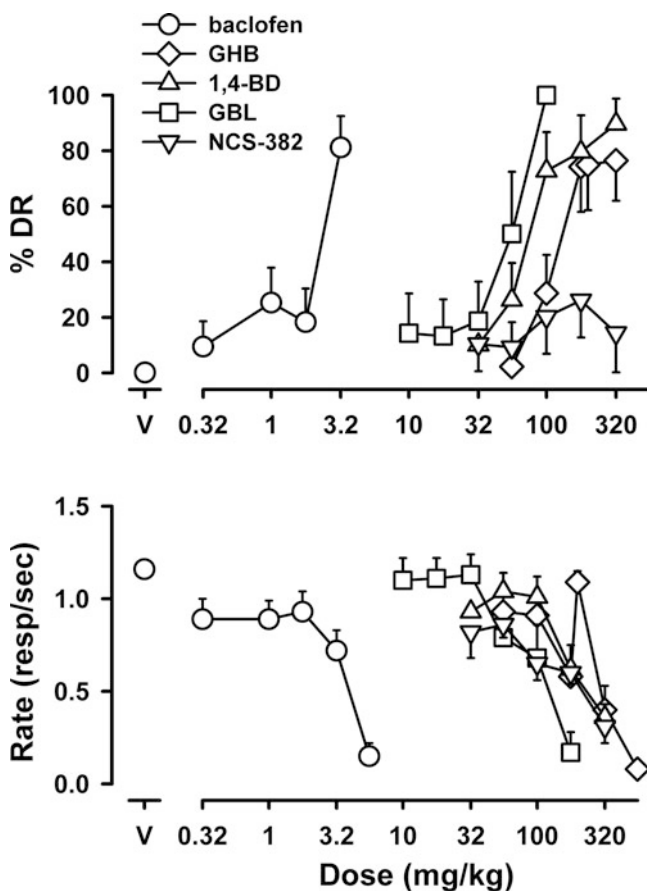 baclofen
GHB
1,4-BD
GBL
NCS-382
100
80
60
40
20
0
% DR
V 0.32 1 3.2 10 32 100 320
1.5
1.0
0.5
0.0
Rate (resp/sec)
V 0.32 1 3.2 10 32 100 320
Dose (mg/kg)